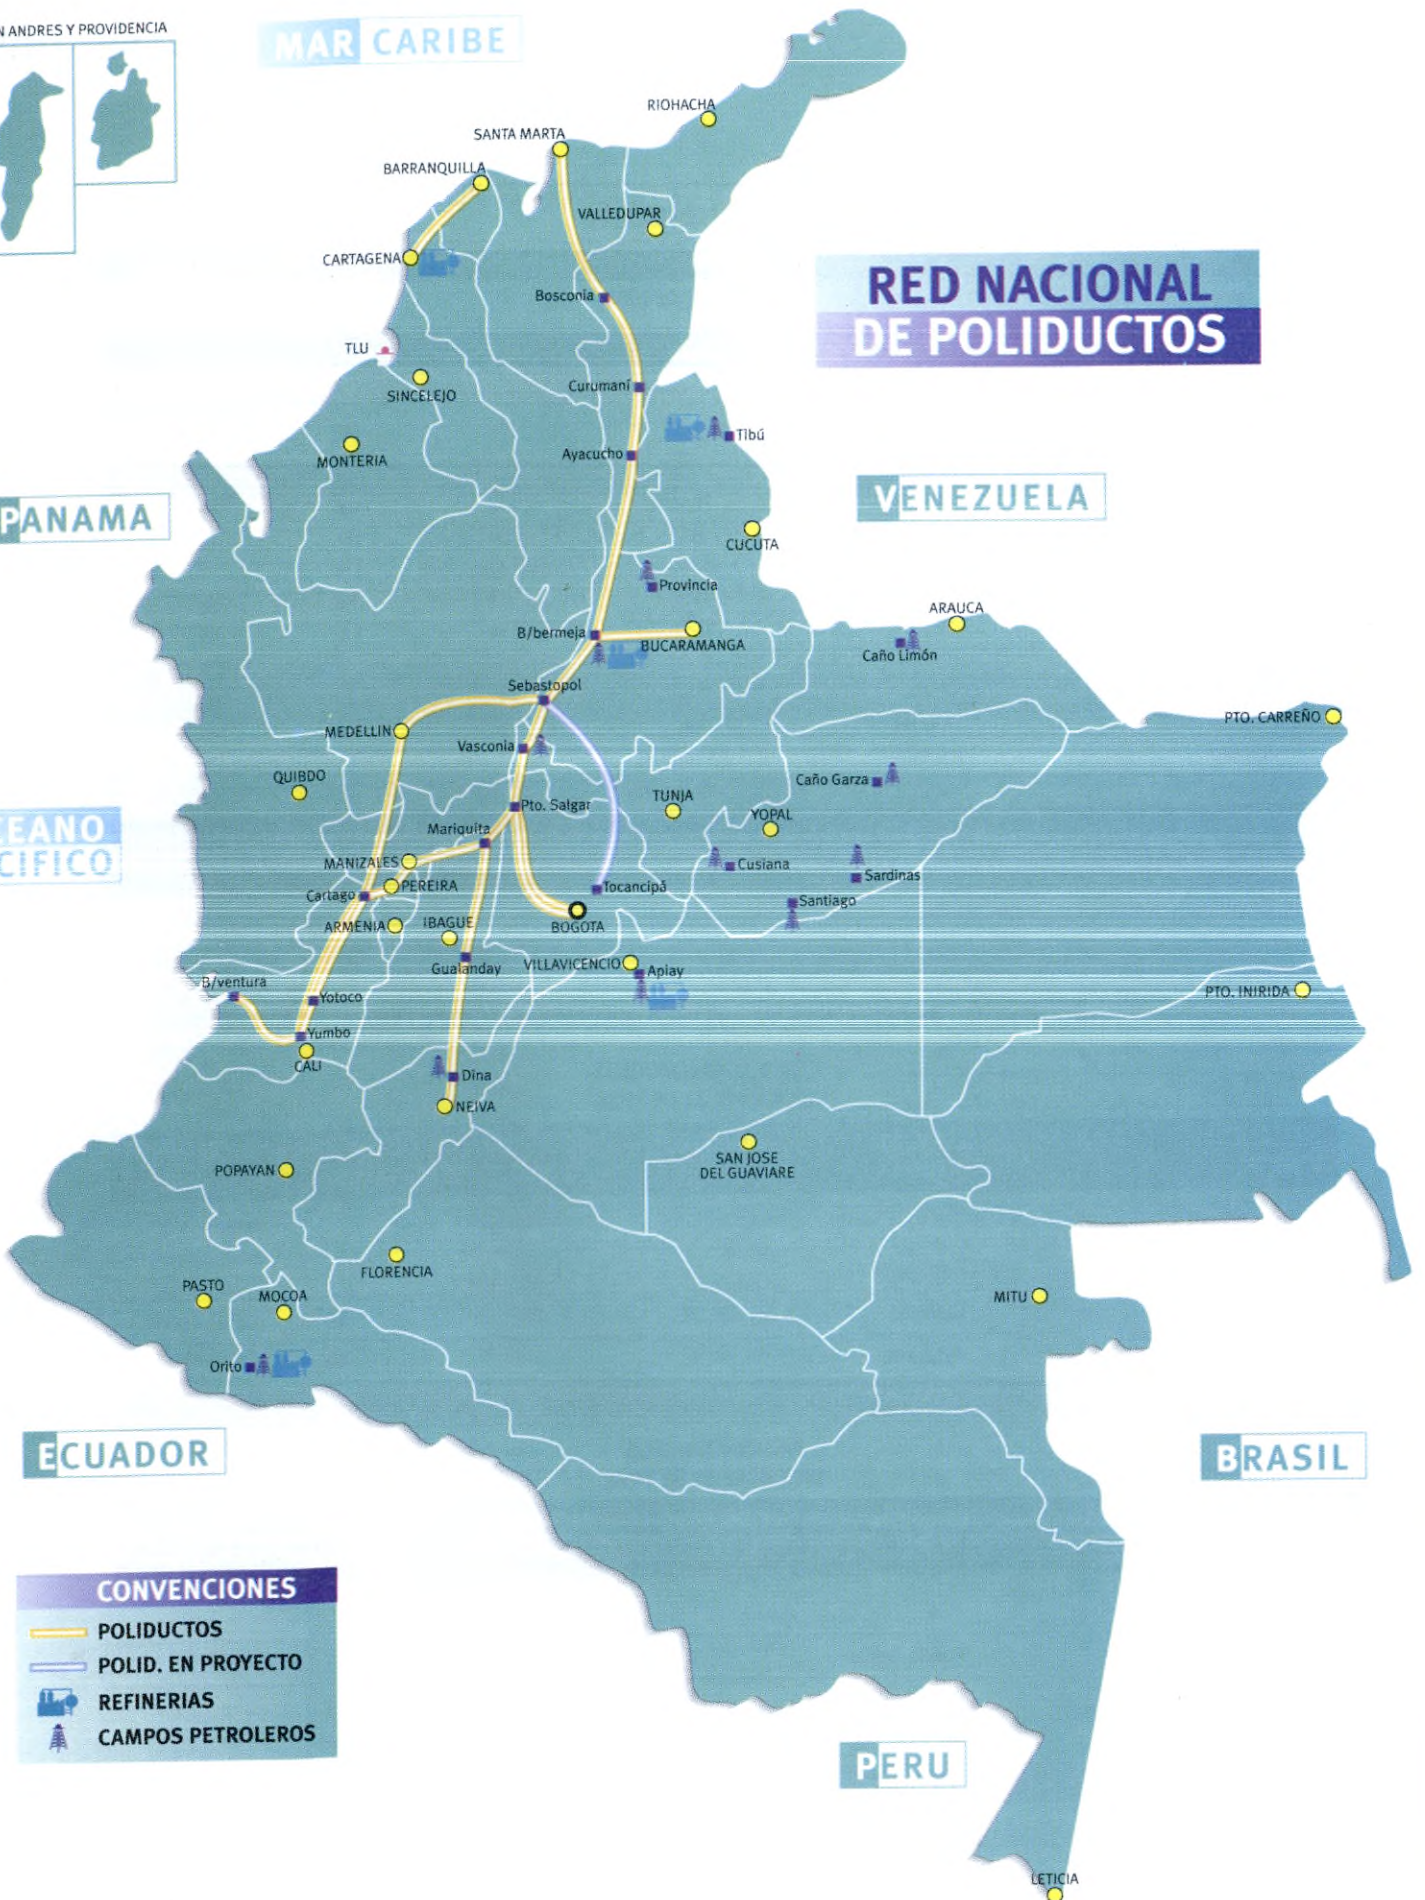 N ANDRES Y PROVIDENCIA
MAR CARIBE
RIOHACHA
SANTA MARTA
BARRANQUILLA
VALLEDUPAR
CARTAGENA
Bosconia
RED NACIONAL
DE POLIDUCTOS
TLU
Curumaní
SINCELEJO
Tibú
MONTERIA
Ayacucho
PANAMA
VENEZUELA
CUCUTA
Provincia
ARAUCA
B/bermeja
BUCARAMANGA
Caño Limón
Sebastopol
PTO. CARREÑO
MEDELLIN
Vasconia
QUIBDO
Caño Garza
TUNJA
Pto. Salgar
YOPAL
CEANO
CIFICO
Mariquita
MANIZALES
Cusiana
Sardinas
PEREIRA
Tocancipá
Cartago
Santiago
ARMENIA
IBAGUE
BOGOTA
Gualanday
VILLAVICENCIO
Apiay
B/ventura
Yotoco
PTO. INIRIDA
Yumbo
CALI
Dina
NEIVA
SAN JOSE
DEL GUAVIARE
POPAYAN
FLORENCIA
PASTO
MOCOA
MITU
Orito
ECUADOR
BRASIL
CONVENCIONES
POLIDUCTOS
POLID. EN PROYECTO
REFINERIAS
CAMPOS PETROLEROS
PERU
LETICIA